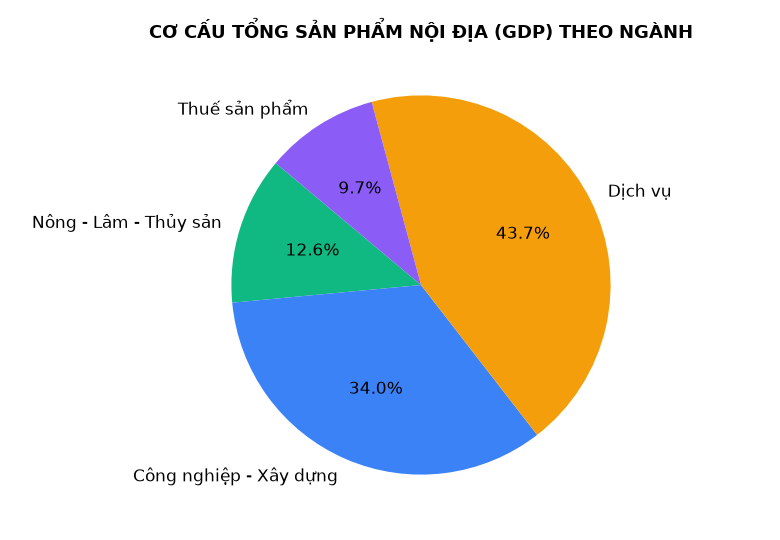 CƠ CẤU TỔNG SẢN PHẨM NỘI ĐỊA (GDP) THEO NGÀNH
Thuế sản phẩm
9.7%
Dịch vụ
43.7%
Nông - Lâm - Thủy sản
12.6%
34.0%
Công nghiệp - Xây dựng